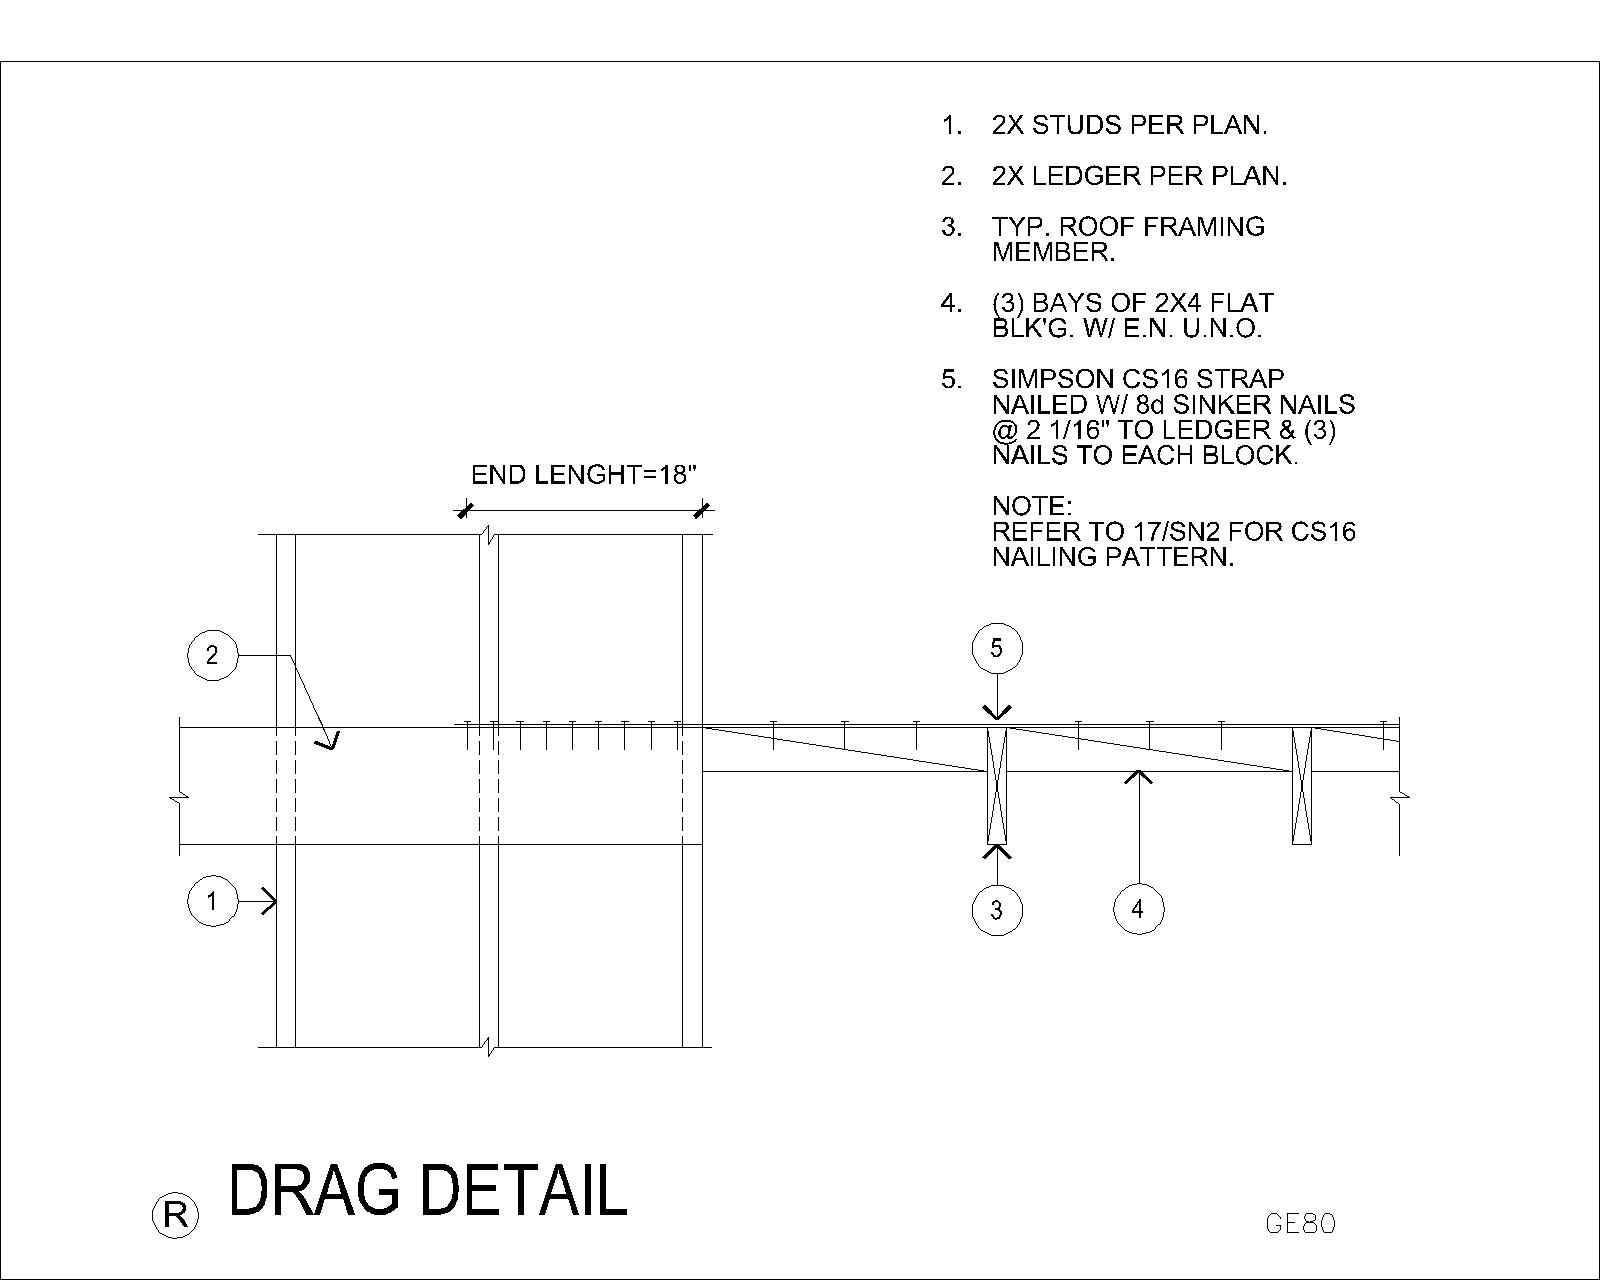 1. 2X STUDS PER PLAN.
2. 2X LEDGER PER PLAN.
3. TYP. ROOF FRAMING
MEMBER.
4. (3) BAYS OF 2X4 FLAT
BLK'G. W/ E.N. U.N.O.
5. SIMPSON CS16 STRAP
NAILED W/ 8d SINKER NAILS
@ 2 1/16" TO LEDGER & (3)
NAILS TO EACH BLOCK.
NOTE:
REFER TO 17/SN2 FOR CS16
NAILING PATTERN.
END LENGHT=18"
2
5
1
3
4
R DRAG DETAIL
GE80